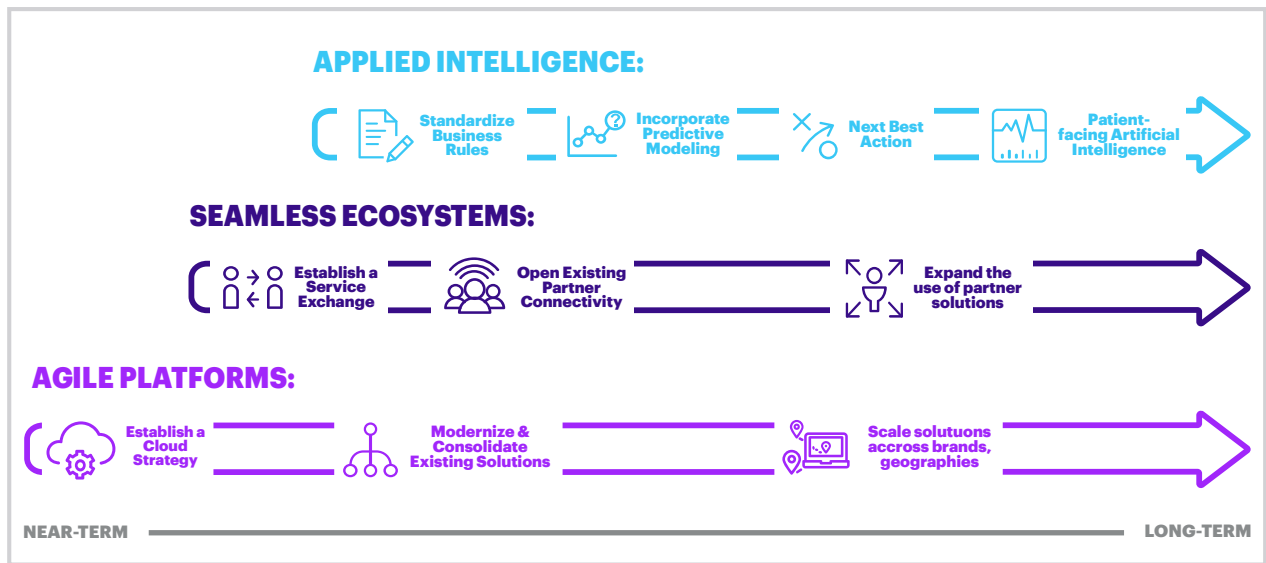 APPLIED INTELLIGENCE:
Standardize
Business
Rules
?
Incorporate
Predictive
Modeling
Next Best
Action
Patient-
facing Artificial
Intelligence
SEAMLESS ECOSYSTEMS:
Establish a
Service
Exchange
Open Existing
Partner
Connectivity
Expand the
use of partner
solutions
AGILE PLATFORMS:
Establish a
Cloud
Strategy
Modernize &
Consolidate
Existing Solutions
Scale solutuons
accross brands,
geographies
NEAR-TERM
LONG-TERM